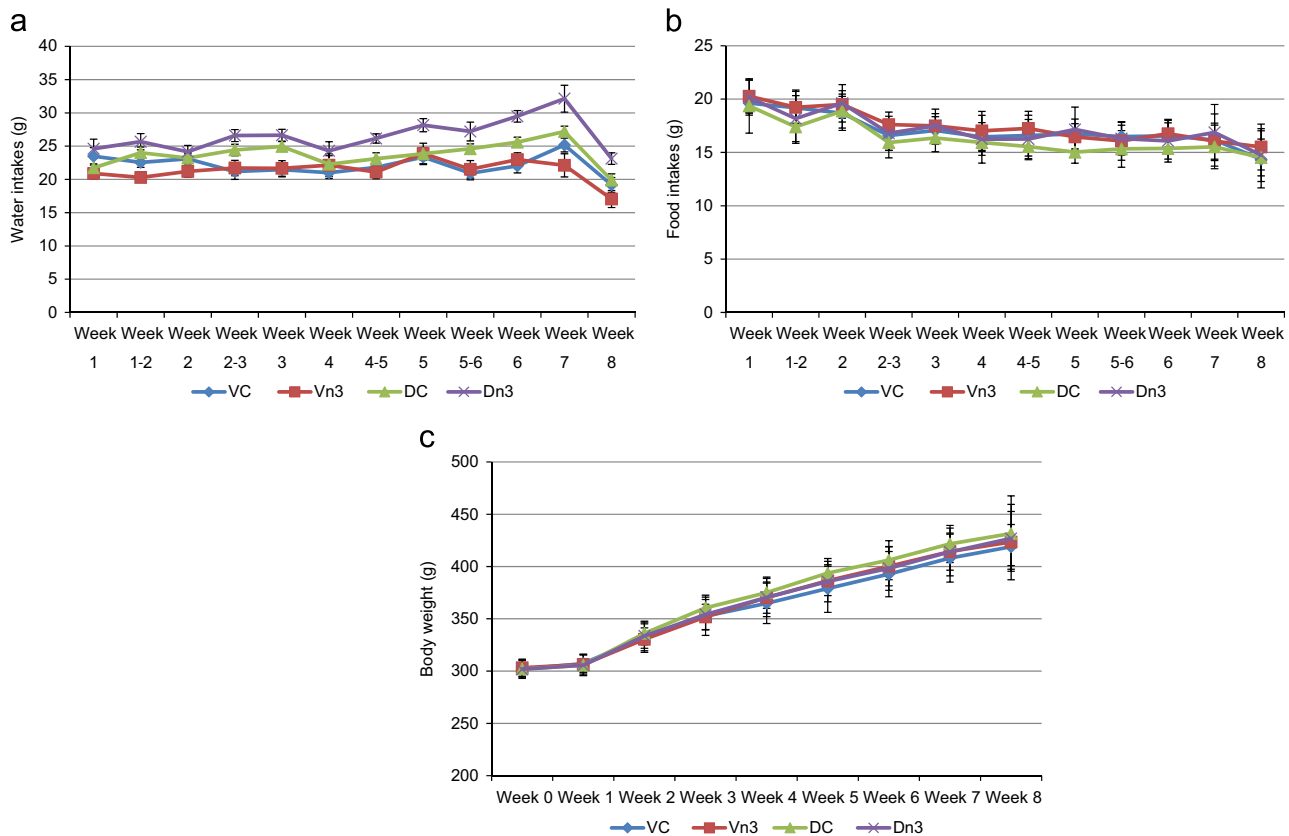 a
40
35
30
25
20
15
10
5
0
Water intakes (g)
Week Week Week Week Week Week Week Week Week Week Week Week
1 1-2 2 2-3 3 4 4-5 5 5-6 6 7 8
VC Vn3 DC Dn3
b
25
20
15
10
5
0
Food intakes (g)
Week Week Week Week Week Week Week Week Week Week Week Week
1 1-2 2 2-3 3 4 4-5 5 5-6 6 7 8
VC Vn3 DC Dn3
c
500
450
400
350
300
250
200
Body weight (g)
Week 0 Week 1 Week 2 Week 3 Week 4 Week 5 Week 6 Week 7 Week 8
VC Vn3 DC Dn3